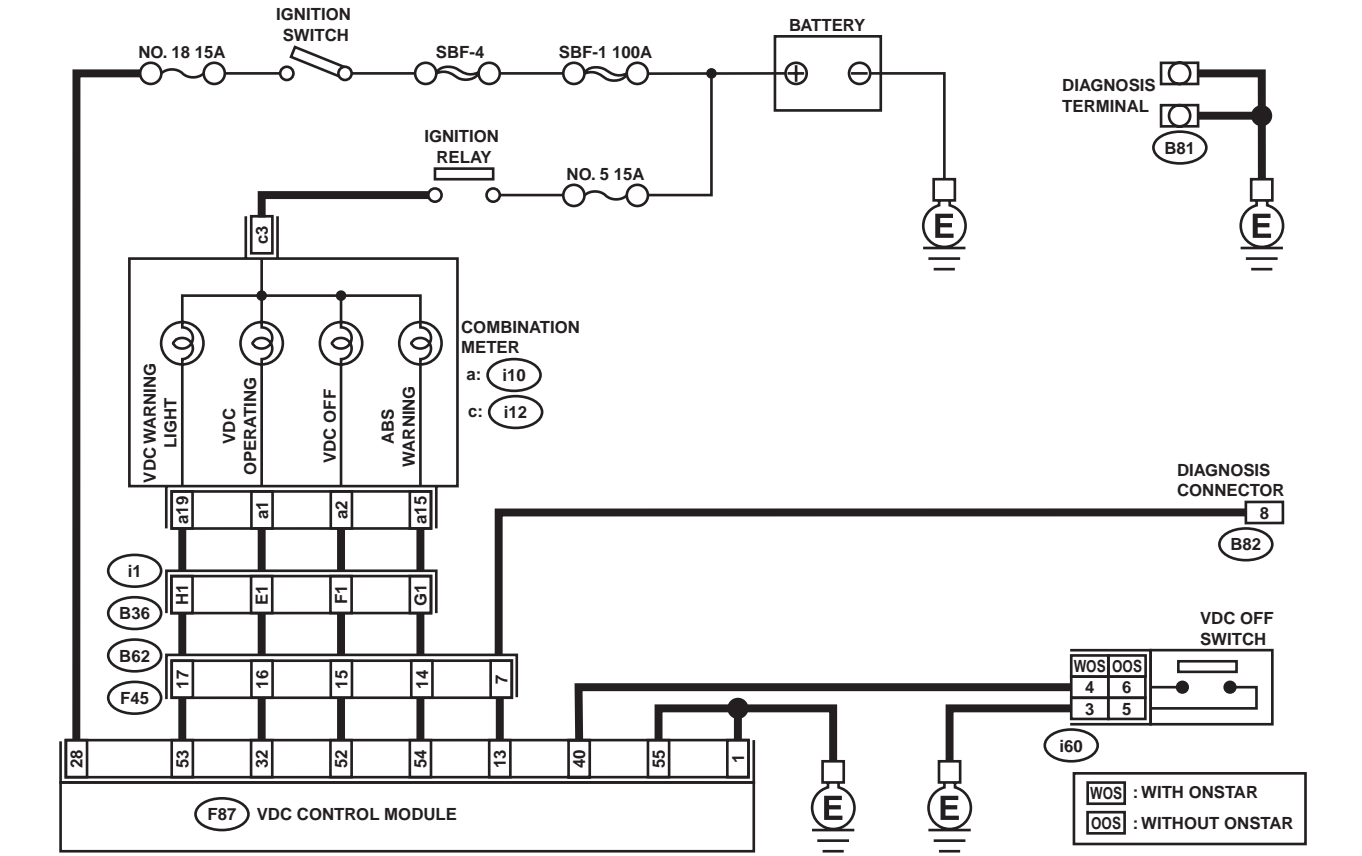 IGNITION
SWITCH
BATTERY
NO. 18 15A
SBF-4
SBF-1 100A
DIAGNOSIS
TERMINAL
B81
IGNITION
RELAY
NO. 5 15A
E
E
c3
COMBINATION
METER
a: i10
c: i12
VDC WARNING
LIGHT
VDC
OPERATING
VDC OFF
ABS
WARNING
DIAGNOSIS
CONNECTOR
8
B82
a19 a1 a2 a15
i1
H1 E1 F1 G1
B36
B62
17 16 15 14 7
F45
VDC OFF
SWITCH
WOS OOS
4 6
3 5
i60
28 53 32 52 54 13 40 55 1
E
E
F87 VDC CONTROL MODULE
WOS : WITH ONSTAR
OOS : WITHOUT ONSTAR